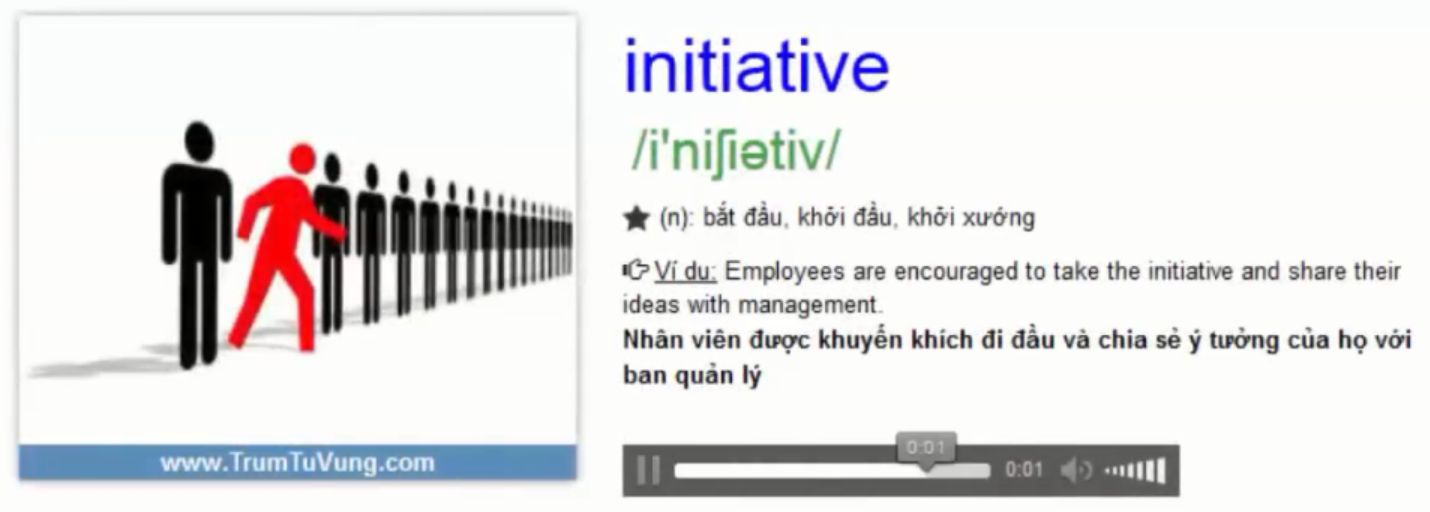 initiative
/i'niʃiətiv/
★ (n): bắt đầu, khởi đầu, khởi xướng
Ví dụ: Employees are encouraged to take the initiative and share their
ideas with management.
Nhân viên được khuyến khích đi đầu và chia sẻ ý tưởng của họ với
ban quản lý
www.TrumTuVung.com
0:01
0:01